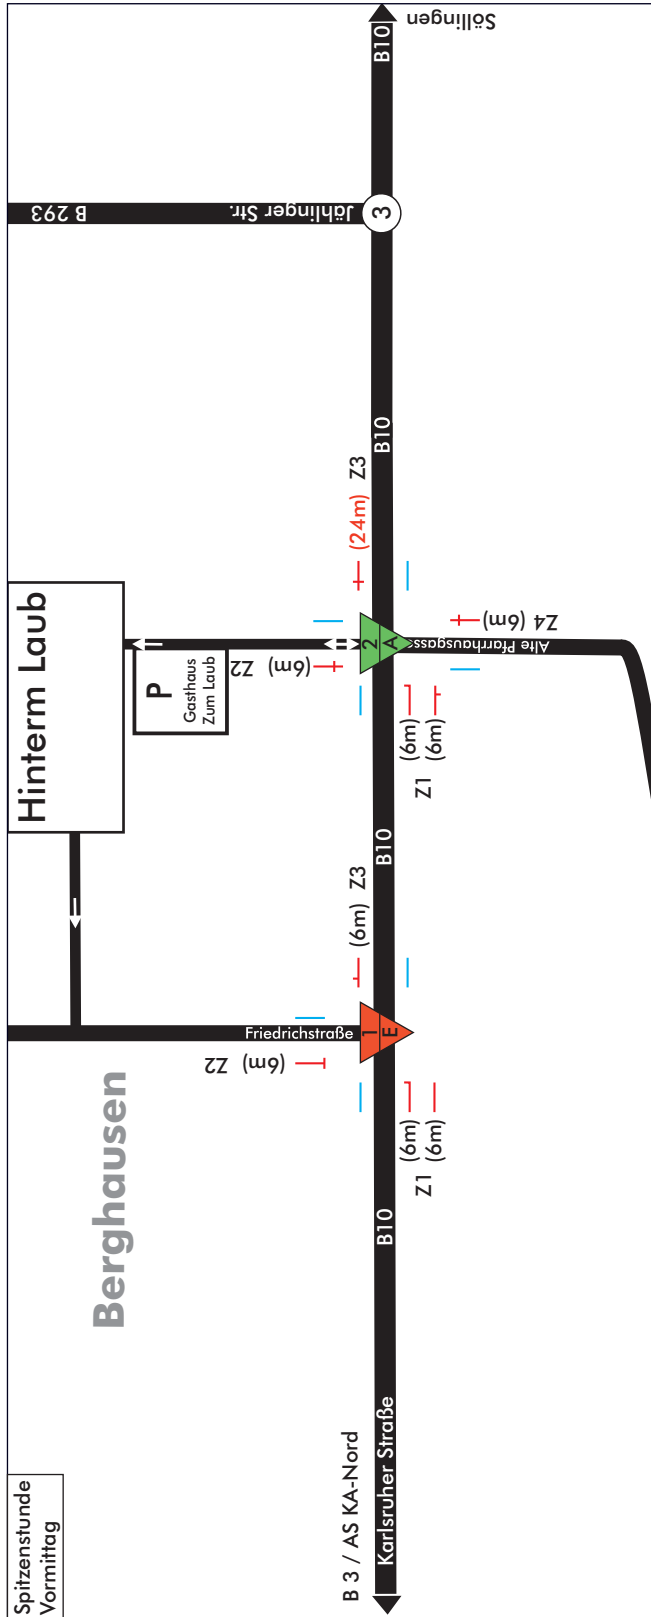 Spitzenstunde
Vormittag
Berghausen
Hinterm Laub
P
Gasthaus
Zum Laub
B 293
Jählinger Str.
Friedrichstraße
Z2 (6m)
Z2 (6m)
B 3 / AS KA-Nord
Karlsruher Straße
B10
1
E
(6m) Z3
B10
2
A
(24m) Z3
B10
3
B10
Söllingen
Z1
(6m)
(6m)
Z1
(6m)
(6m)
Alte Pfarrhausgass
Z4 (6m)